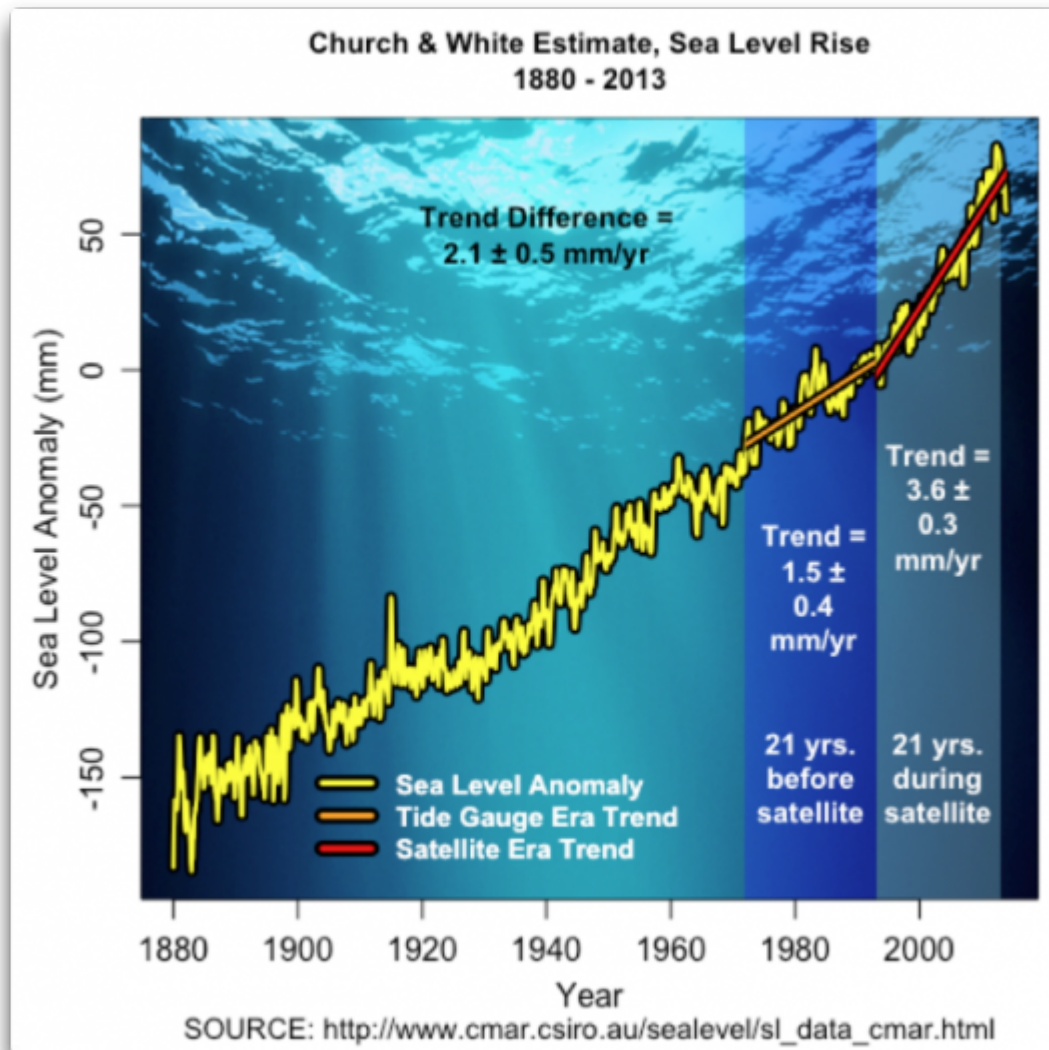 Church & White Estimate, Sea Level Rise
1880 - 2013
Trend Difference =
2.1 ± 0.5 mm/yr
Sea Level Anomaly (mm)
50
0
-50
-100
-150
Trend =
3.6 ±
0.3
mm/yr
Trend =
1.5 ±
0.4
mm/yr
21 yrs.
before
satellite
21 yrs.
during
satellite
Sea Level Anomaly
Tide Gauge Era Trend
Satellite Era Trend
1880 1900 1920 1940 1960 1980 2000
Year
SOURCE: http://www.cmar.csiro.au/sealevel/sl_data_cmar.html